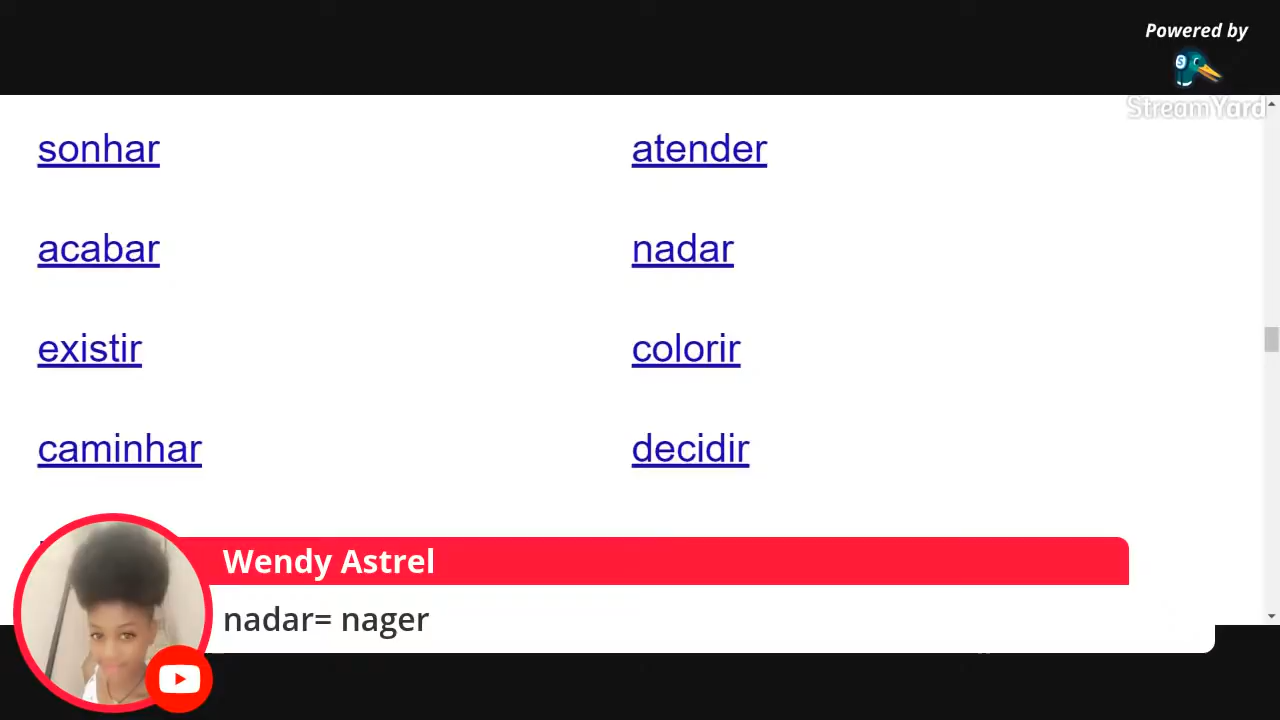 Powered by
StreamYard
sonhar
atender
acabar
nadar
existir
colorir
caminhar
decidir
Wendy Astrel
nadar= nager